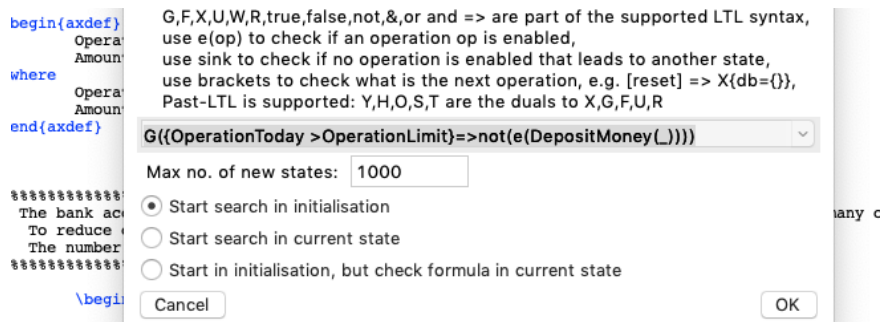 begin{axdef}
Opera
Amoun
where
Opera
Amoun
end{axdef}
%%%%%%%%%%%%%
The bank acc
To reduce
The number
%%%%%%%%%%%%%
\begi
G,F,X,U,W,R,true,false,not,&,or and => are part of the supported LTL syntax,
use e(op) to check if an operation op is enabled,
use sink to check if no operation is enabled that leads to another state,
use brackets to check what is the next operation, e.g. [reset] => X{db={}},
Past-LTL is supported: Y,H,O,S,T are the duals to X,G,F,U,R
G({OperationToday >OperationLimit}=>not(e(DepositMoney(_))))
Max no. of new states: 1000
Start search in initialisation
Start search in current state
Start in initialisation, but check formula in current state
Cancel OK
many